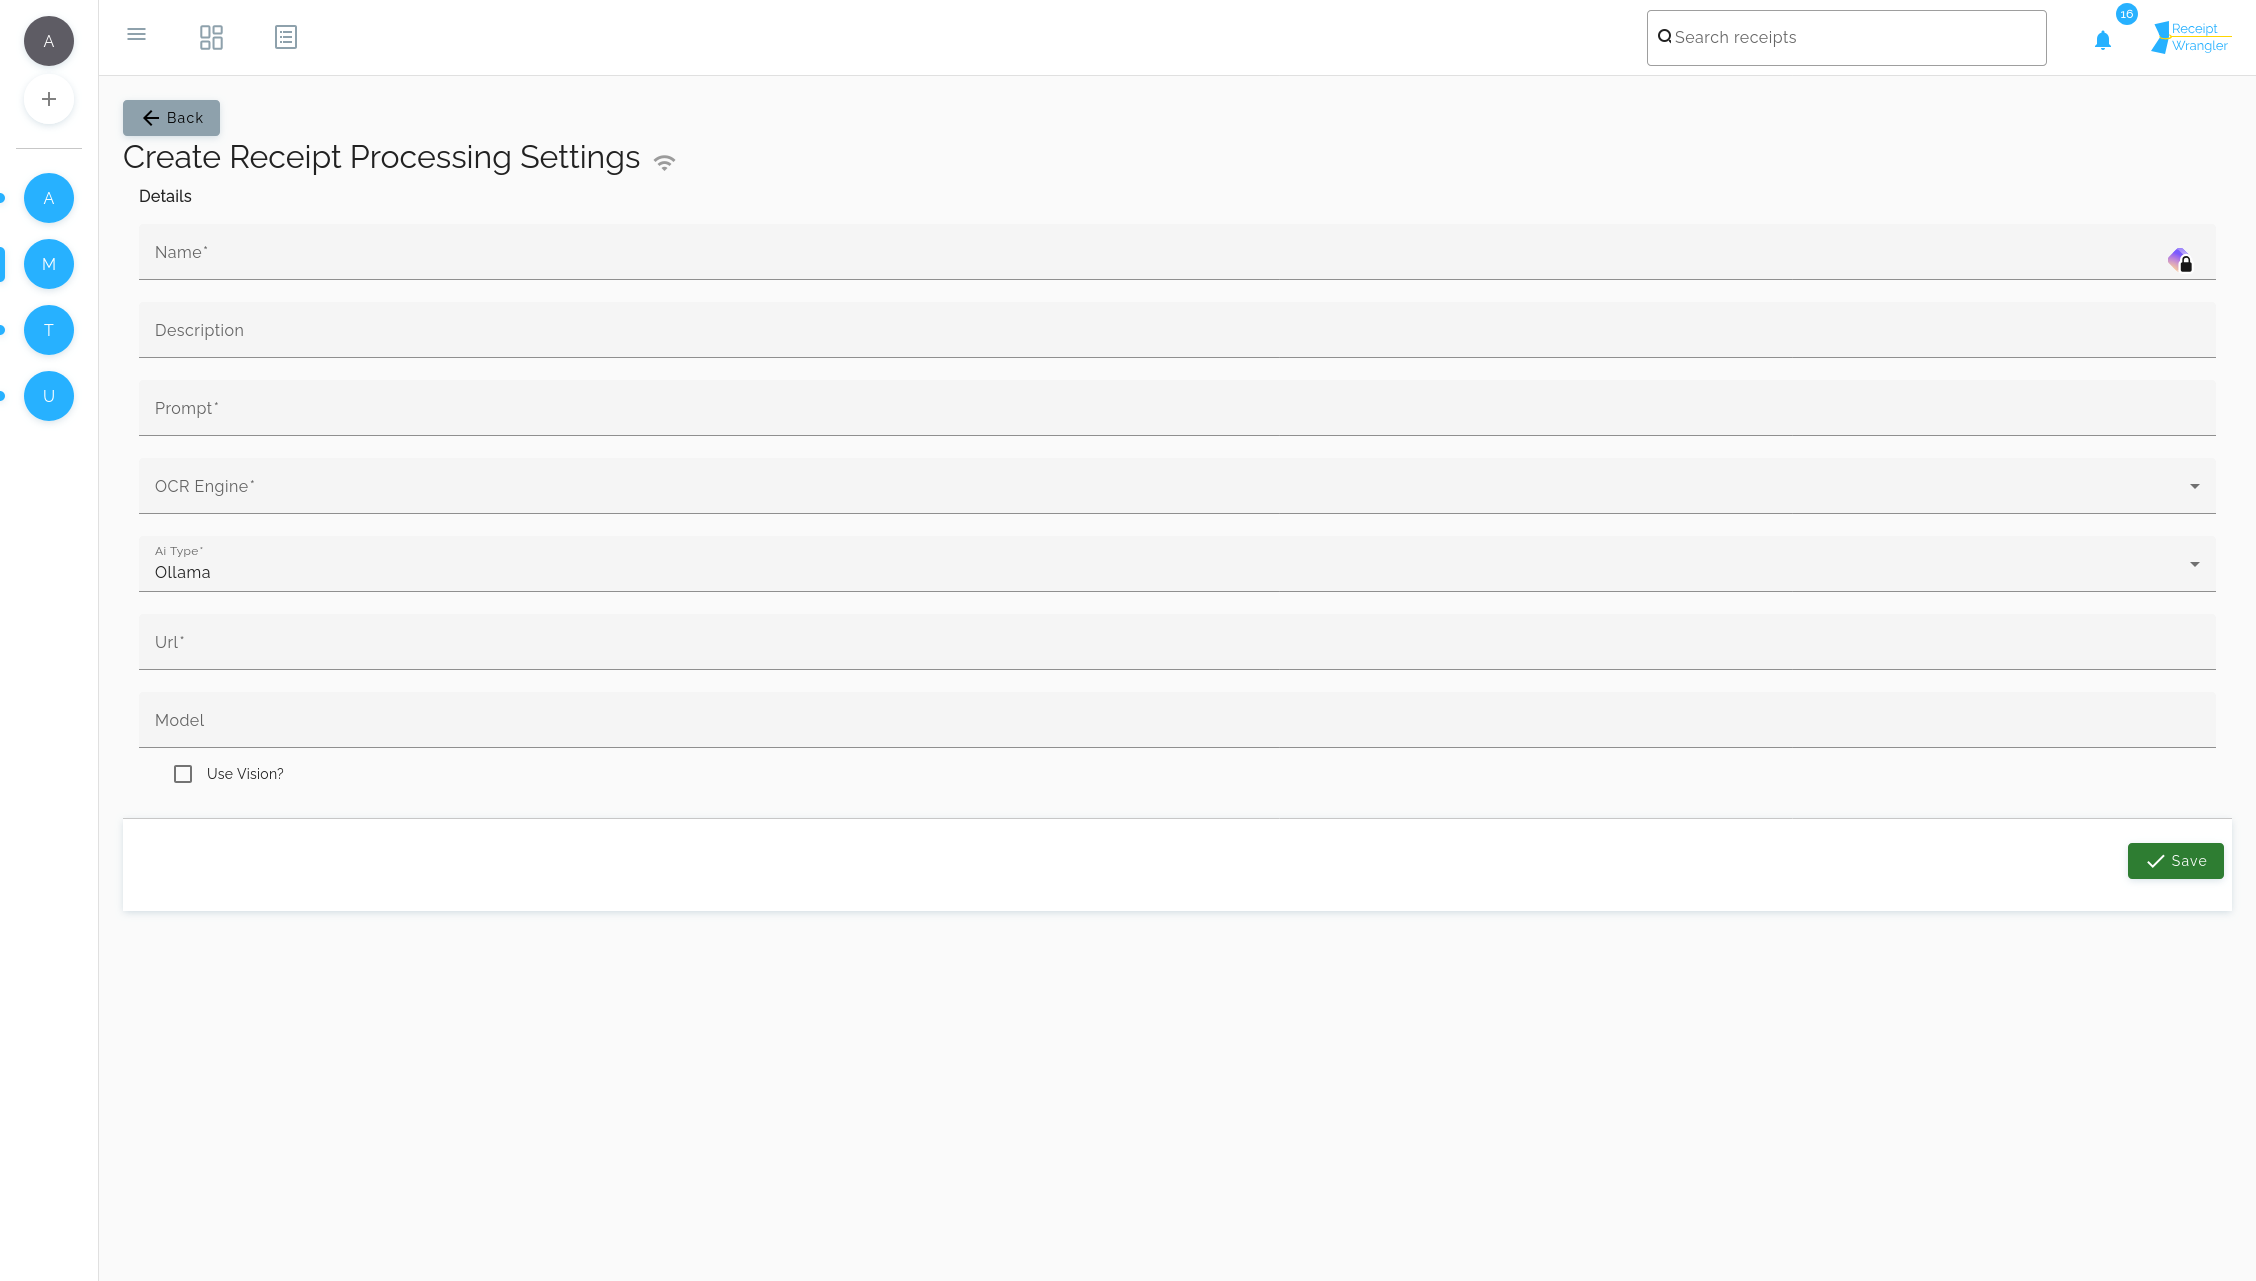 A
Search receipts
16
Receipt
Wrangler
Back
Create Receipt Processing Settings
Details
A
Name*
M
Description
T
U
Prompt*
OCR Engine*
Ai Type*
Ollama
Url*
Model
Use Vision?
Save